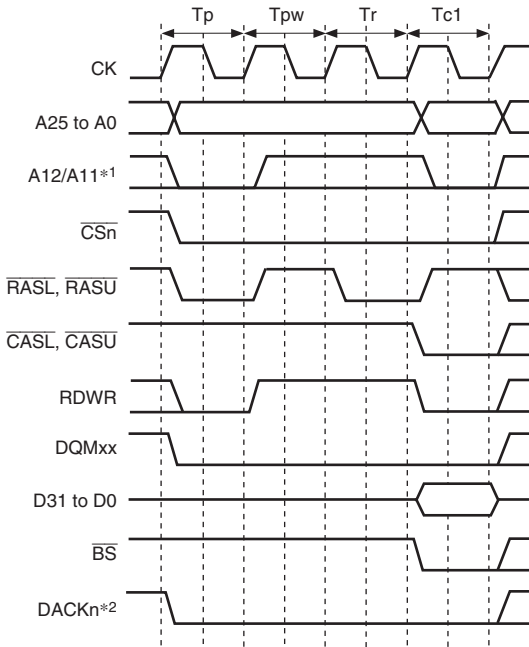 Tp Tpw Tr Tc1
CK
A25 to A0
A12/A11*1
CSn
RASL, RASU
CASL, CASU
RDWR
DQMxx
D31 to D0
BS
DACKn*2